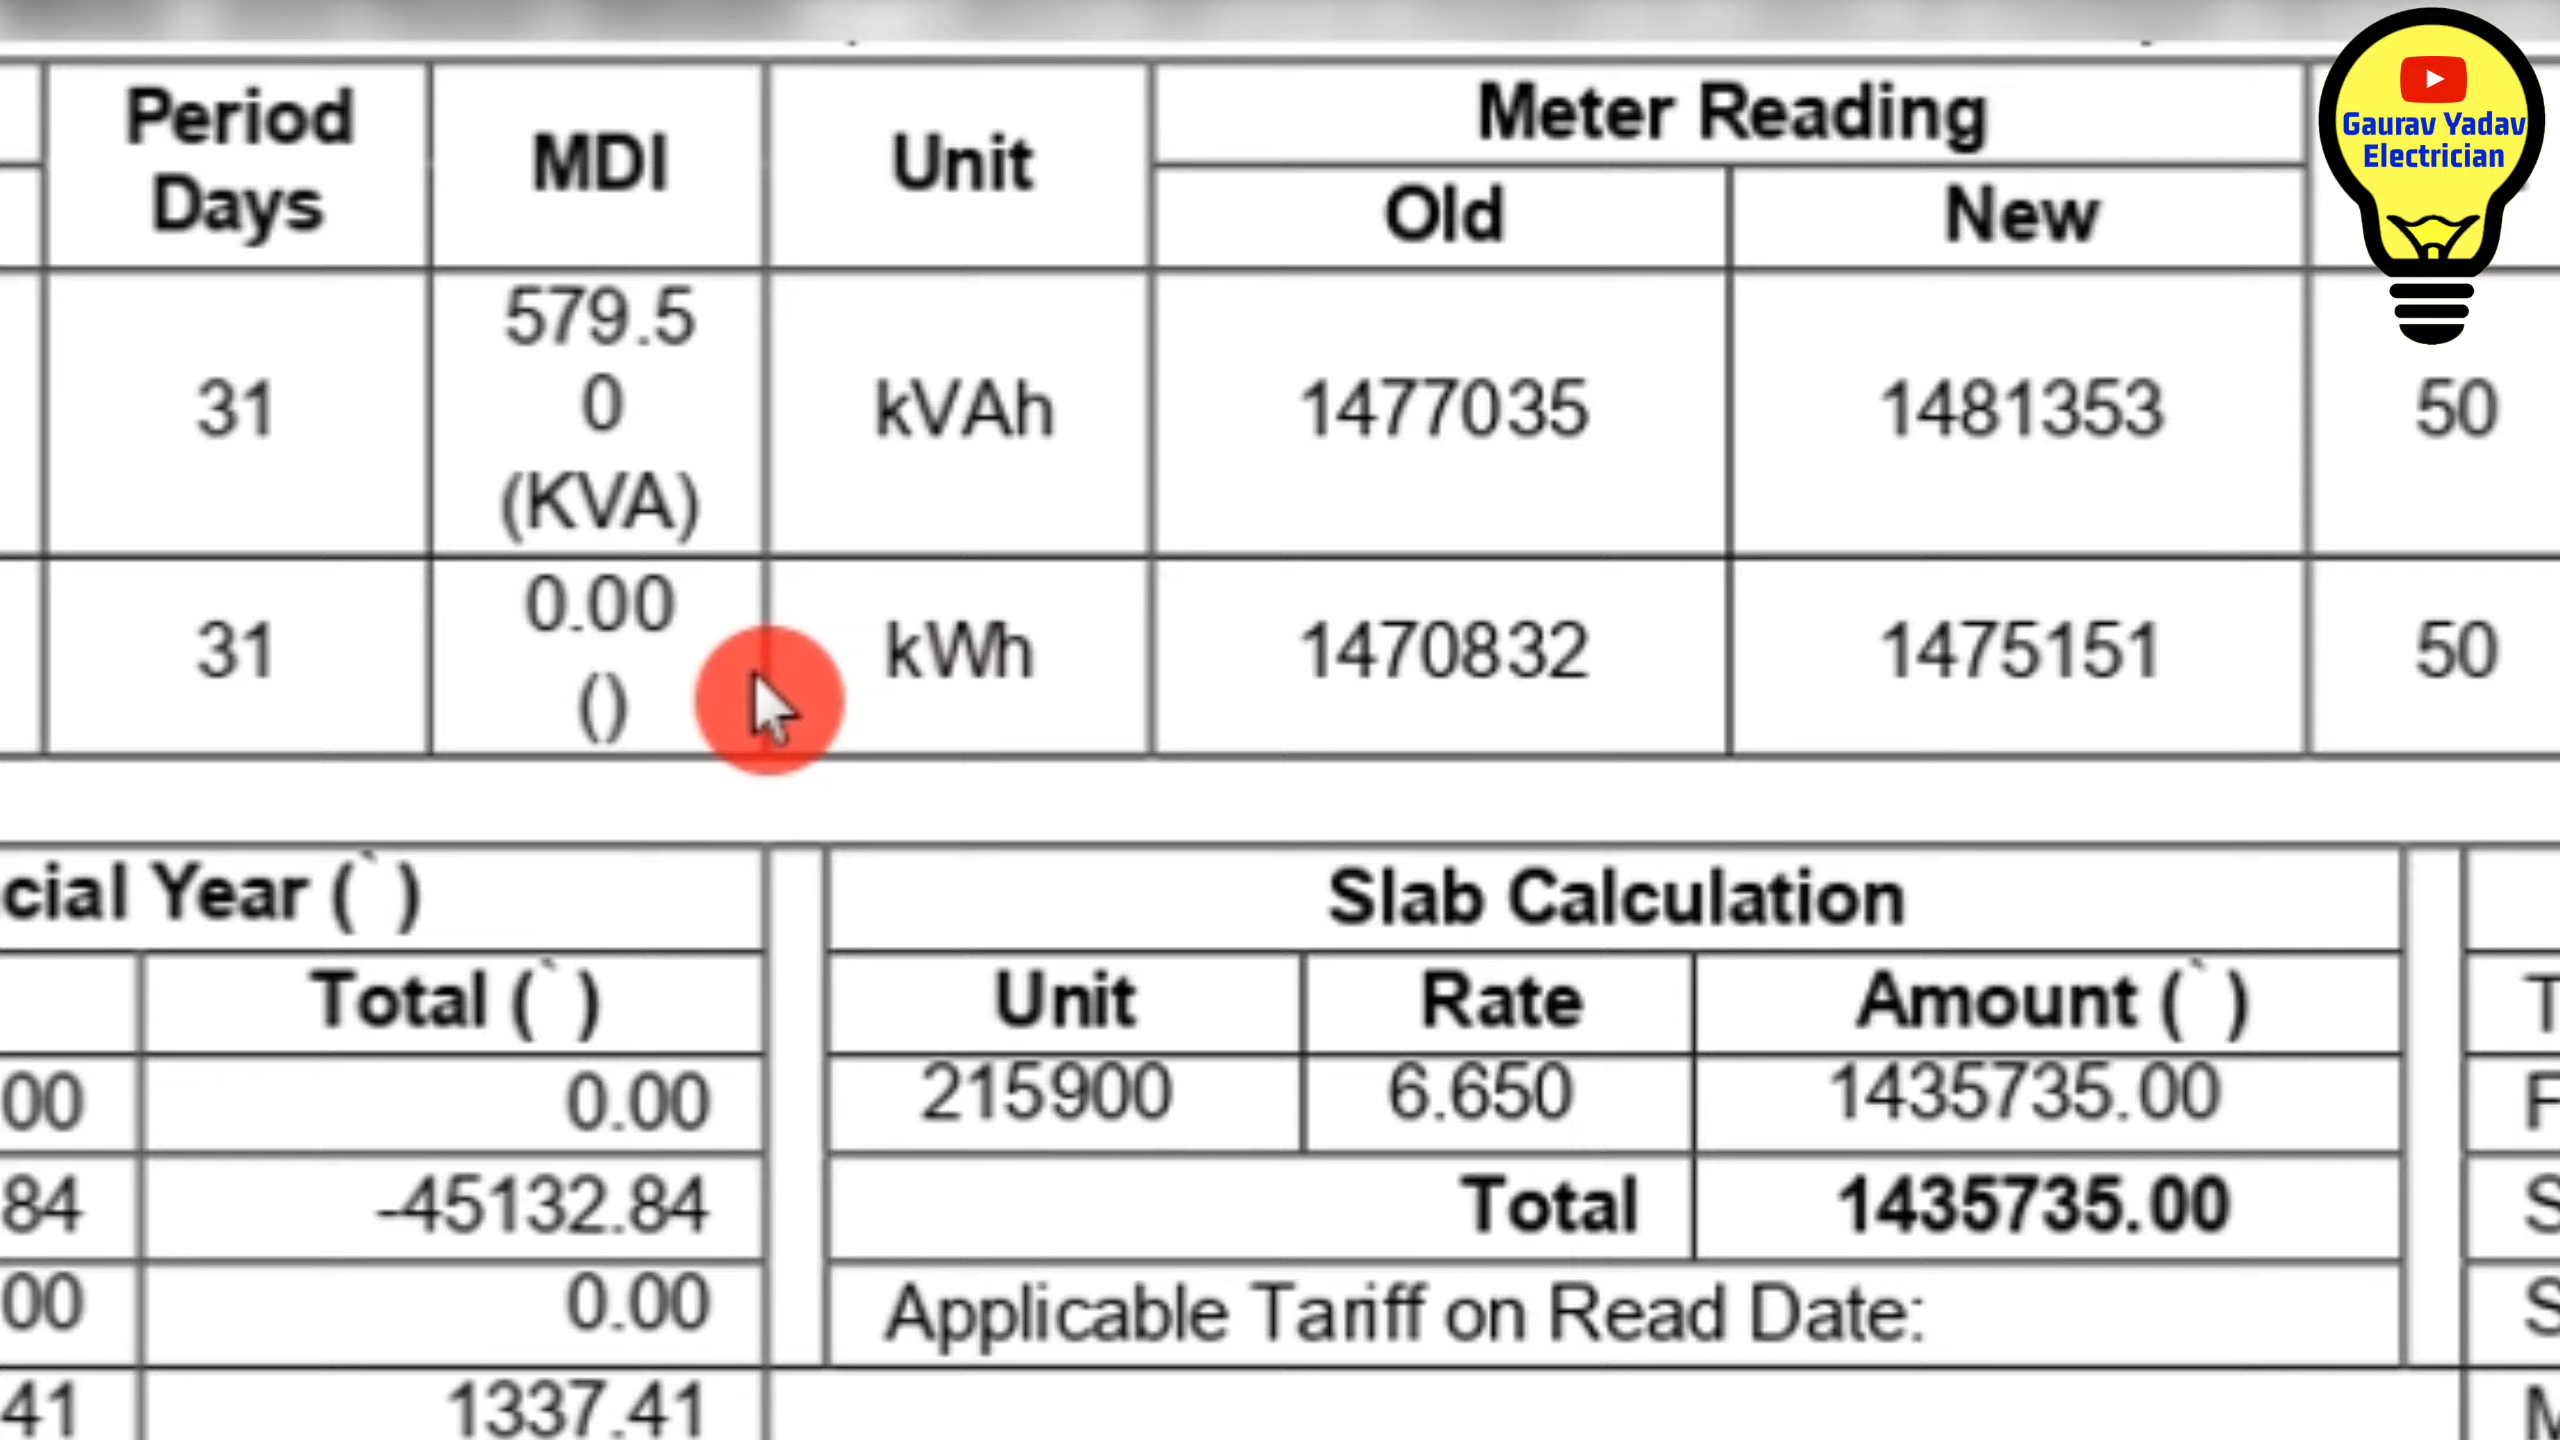 Gaurav Yadav
Electrician
Period Days MDI Unit Meter Reading
Old New
31 579.50 (KVA) kVAh 1477035 1481353 50
31 0.00 () kWh 1470832 1475151 50
cial Year (`)
Total (`)
00 0.00
84 -45132.84
00 0.00
41 1337.41
Slab Calculation
Unit Rate Amount (`)
215900 6.650 1435735.00
Total 1435735.00
Applicable Tariff on Read Date:
T
F
S
S
M